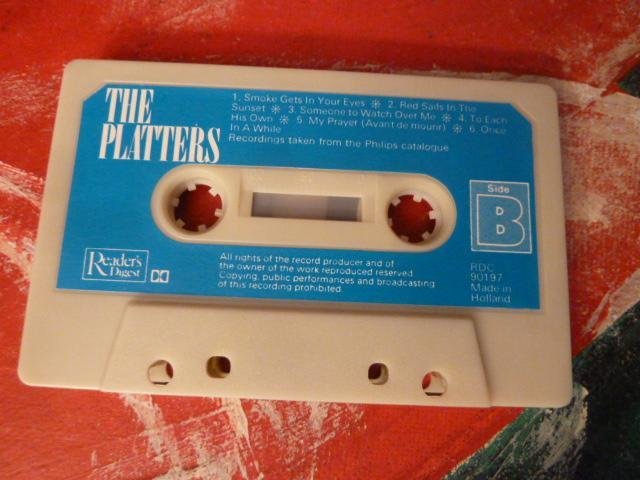 THE
PLATTERS
1. Smoke Gets In Your Eyes ✻ 2. Red Sails In The
Sunset ✻ 3. Someone to Watch Over Me ✻ 4. To Each
His Own ✻ 5. My Prayer (Avant de mourir) ✻ 6. Once
In A While
Recordings taken from the Philips catalogue
Side
B
Reader's
Digest
All rights of the record producer and of
the owner of the work reproduced reserved
Copying, public performances and broadcasting
of this recording prohibited.
RDC
90197
Made in
Holland